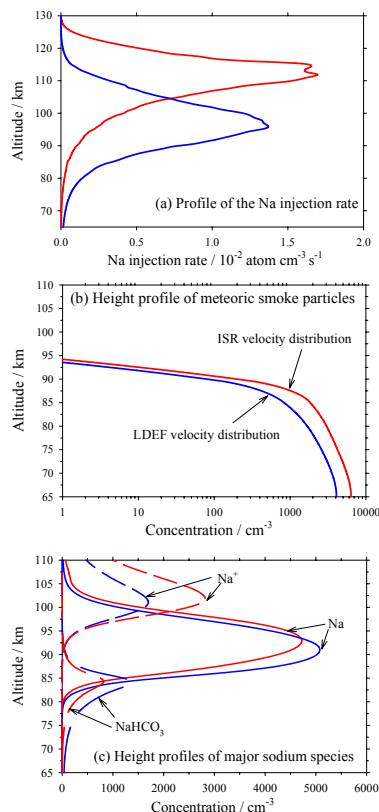 130
120
110
100
90
80
70
Altitude / km
(a) Profile of the Na injection rate
0.0 0.5 1.0 1.5 2.0
Na injection rate / 10⁻² atom cm⁻³ s⁻¹
110
105
100
95
90
85
80
75
70
65
Altitude / km
(b) Height profile of meteoric smoke particles
ISR velocity distribution
LDEF velocity distribution
1 10 100 1000 10000
Concentration / cm⁻³
110
105
100
95
90
85
80
75
70
65
Altitude / km
Na⁺
Na
NaHCO₃
(c) Height profiles of major sodium species
0 1000 2000 3000 4000 5000 6000
Concentration / cm⁻³